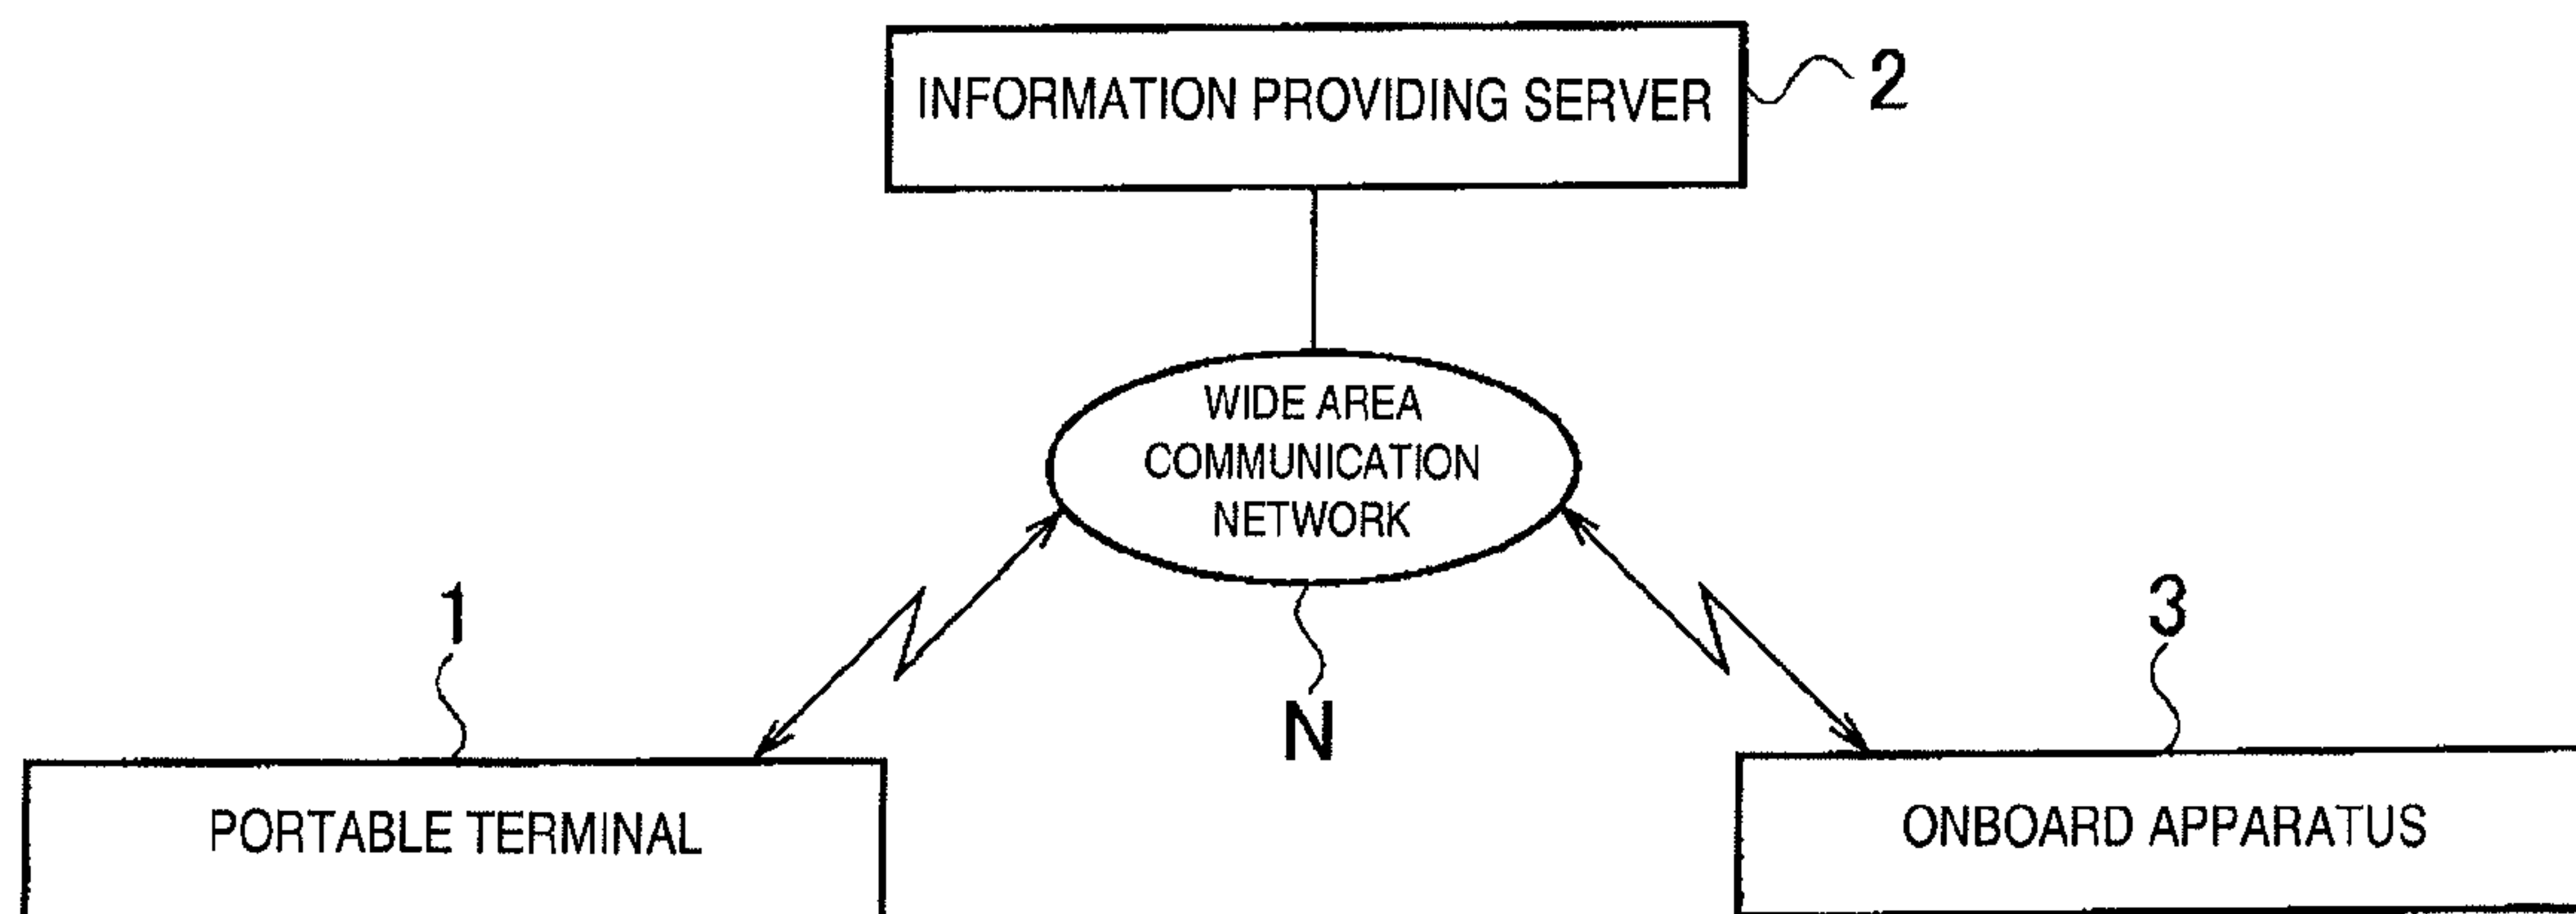 INFORMATION PROVIDING SERVER
2
WIDE AREA
COMMUNICATION
NETWORK
1
3
N
PORTABLE TERMINAL
ONBOARD APPARATUS